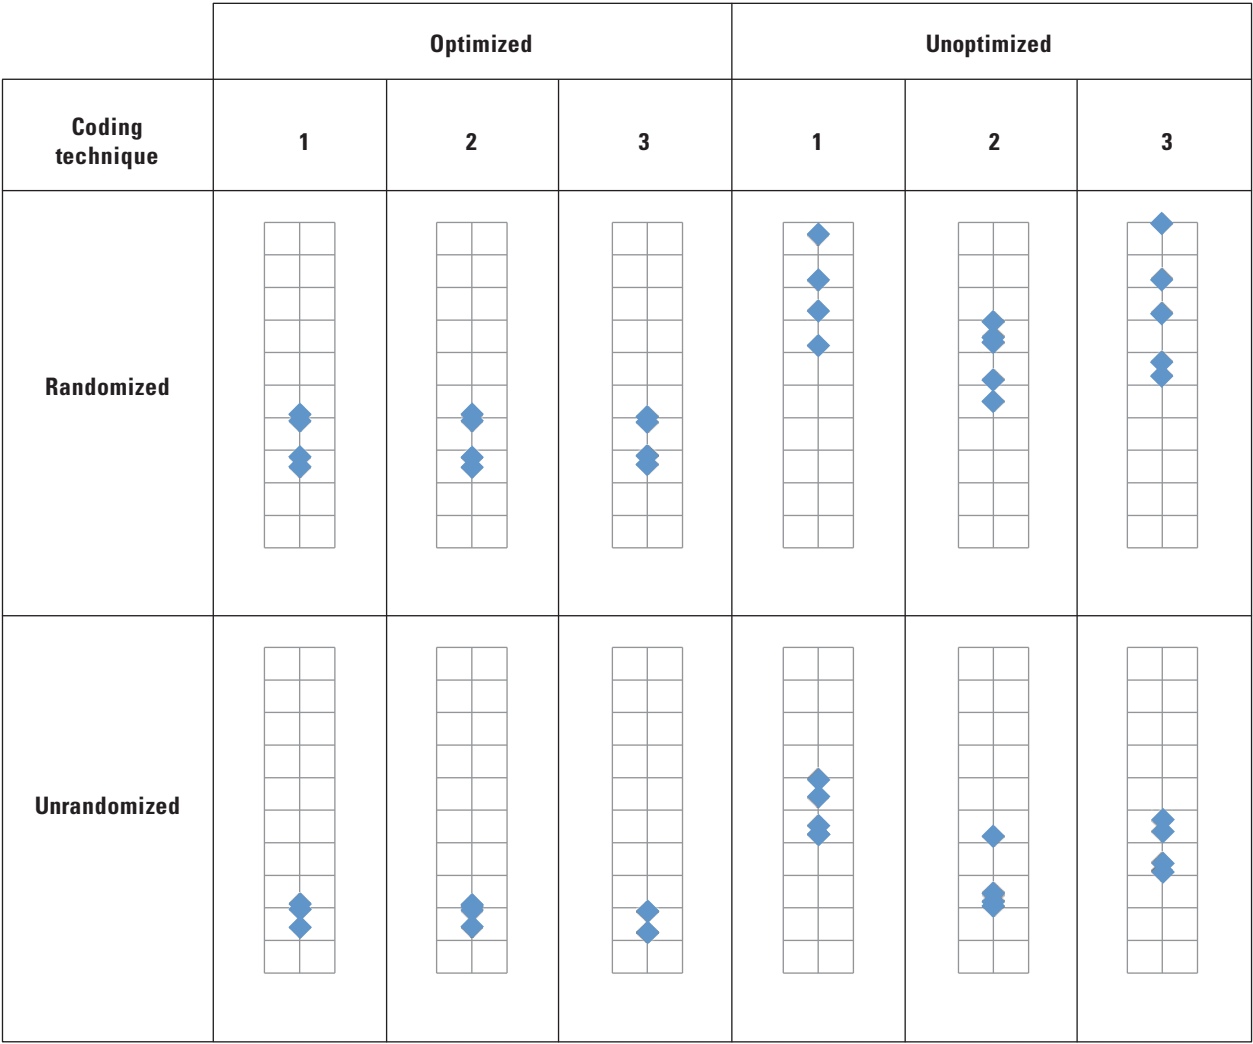 Optimized
Unoptimized
Coding
technique
1
2
3
1
2
3
Randomized
Unrandomized